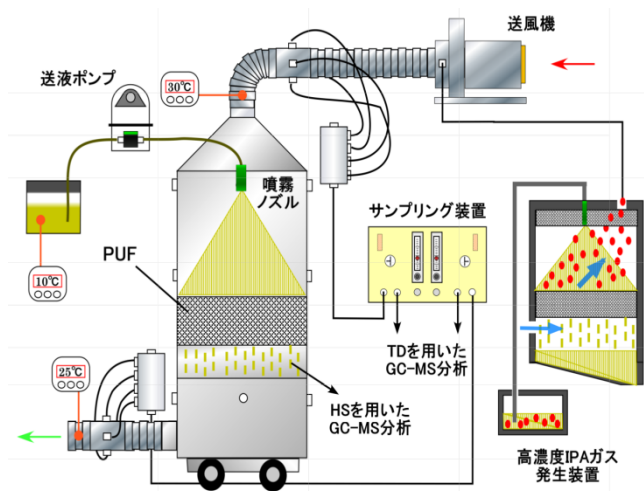 送風機
送液ポンプ
30℃
噴霧
ノズル
サンプリング装置
10℃
PUF
TDを用いた
GC-MS分析
25℃
HSを用いた
GC-MS分析
高濃度IPAガス
発生装置